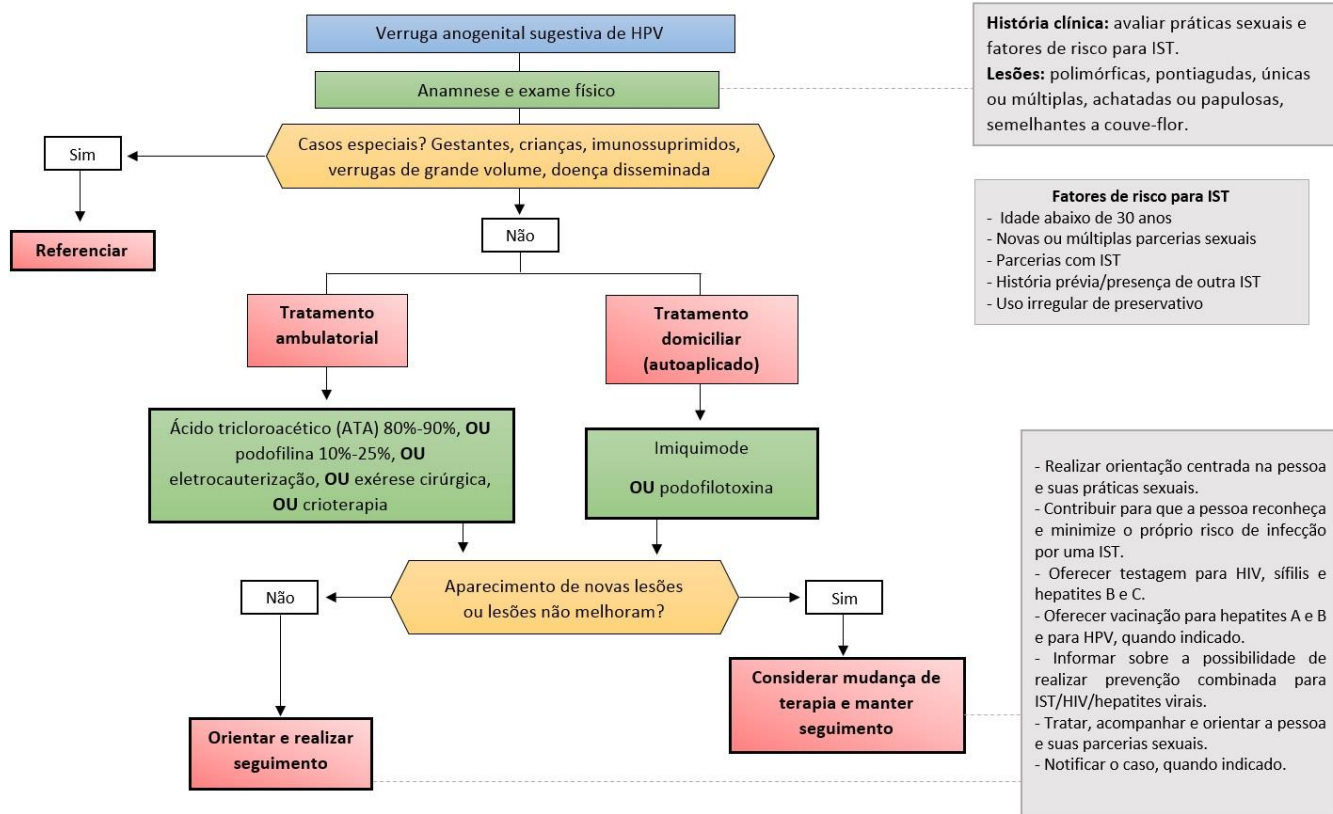 Verruga anogenital sugestiva de HPV
Anamnese e exame físico
História clínica: avaliar práticas sexuais e
fatores de risco para IST.
Lesões: polimórficas, pontiagudas, únicas
ou múltiplas, achatadas ou papulosas,
semelhantes a couve-flor.
Casos especiais? Gestantes, crianças, imunossuprimidos,
verrugas de grande volume, doença disseminada
Sim
Referenciar
Não
Fatores de risco para IST
- Idade abaixo de 30 anos
- Novas ou múltiplas parcerias sexuais
- Parcerias com IST
- História prévia/presença de outra IST
- Uso irregular de preservativo
Tratamento
ambulatorial
Tratamento
domiciliar
(autoaplicado)
Ácido tricloroacético (ATA) 80%-90%, OU
podofilina 10%-25%, OU
eletrocauterização, OU exérese cirúrgica,
OU crioterapia
Imiquimode
OU podofilotoxina
Aparecimento de novas lesões
ou lesões não melhoram?
Não
Sim
Orientar e realizar
seguimento
Considerar mudança de
terapia e manter
seguimento
- Realizar orientação centrada na pessoa
e suas práticas sexuais.
- Contribuir para que a pessoa reconheça
e minimize o próprio risco de infecção
por uma IST.
- Oferecer testagem para HIV, sífilis e
hepatites B e C.
- Oferecer vacinação para hepatites A e B
e para HPV, quando indicado.
- Informar sobre a possibilidade de
realizar prevenção combinada para
IST/HIV/hepatites virais.
- Tratar, acompanhar e orientar a pessoa
e suas parcerias sexuais.
- Notificar o caso, quando indicado.